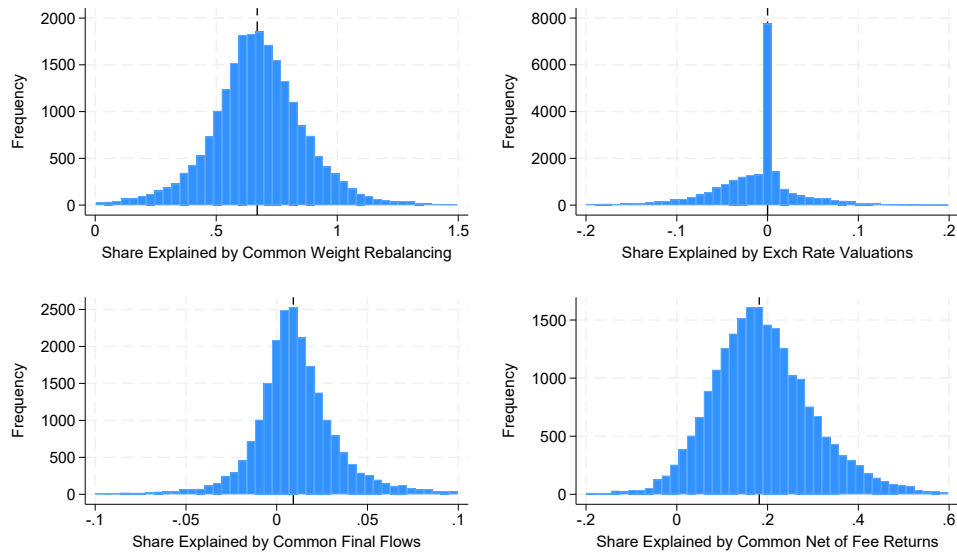 2000
1500
1000
500
0
Frequency
0 .5 1 1.5
Share Explained by Common Weight Rebalancing
8000
6000
4000
2000
0
Frequency
-.2 -.1 0 .1 .2
Share Explained by Exch Rate Valuations
2500
2000
1500
1000
500
0
Frequency
-.1 -.05 0 .05 .1
Share Explained by Common Final Flows
1500
1000
500
0
Frequency
-.2 0 .2 .4 .6
Share Explained by Common Net of Fee Returns